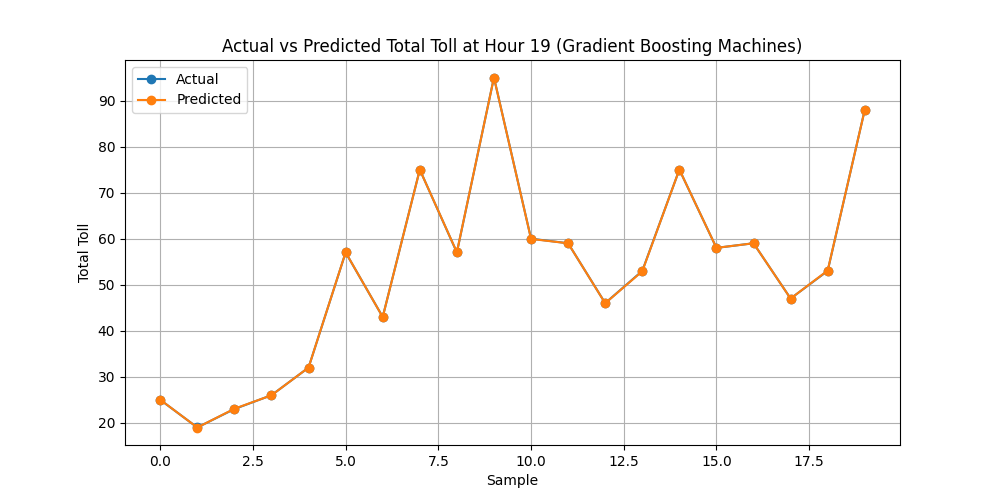 Actual vs Predicted Total Toll at Hour 19 (Gradient Boosting Machines)
Actual
Predicted
90
80
70
60
50
40
30
20
Total Toll
0.0 2.5 5.0 7.5 10.0 12.5 15.0 17.5
Sample